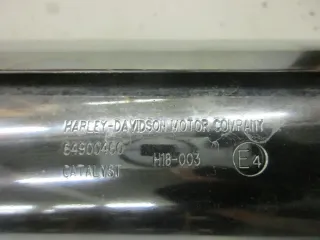 HARLEY-DAVIDSON MOTOR COMPANY
64900460 H18-003 E4
CATALYST